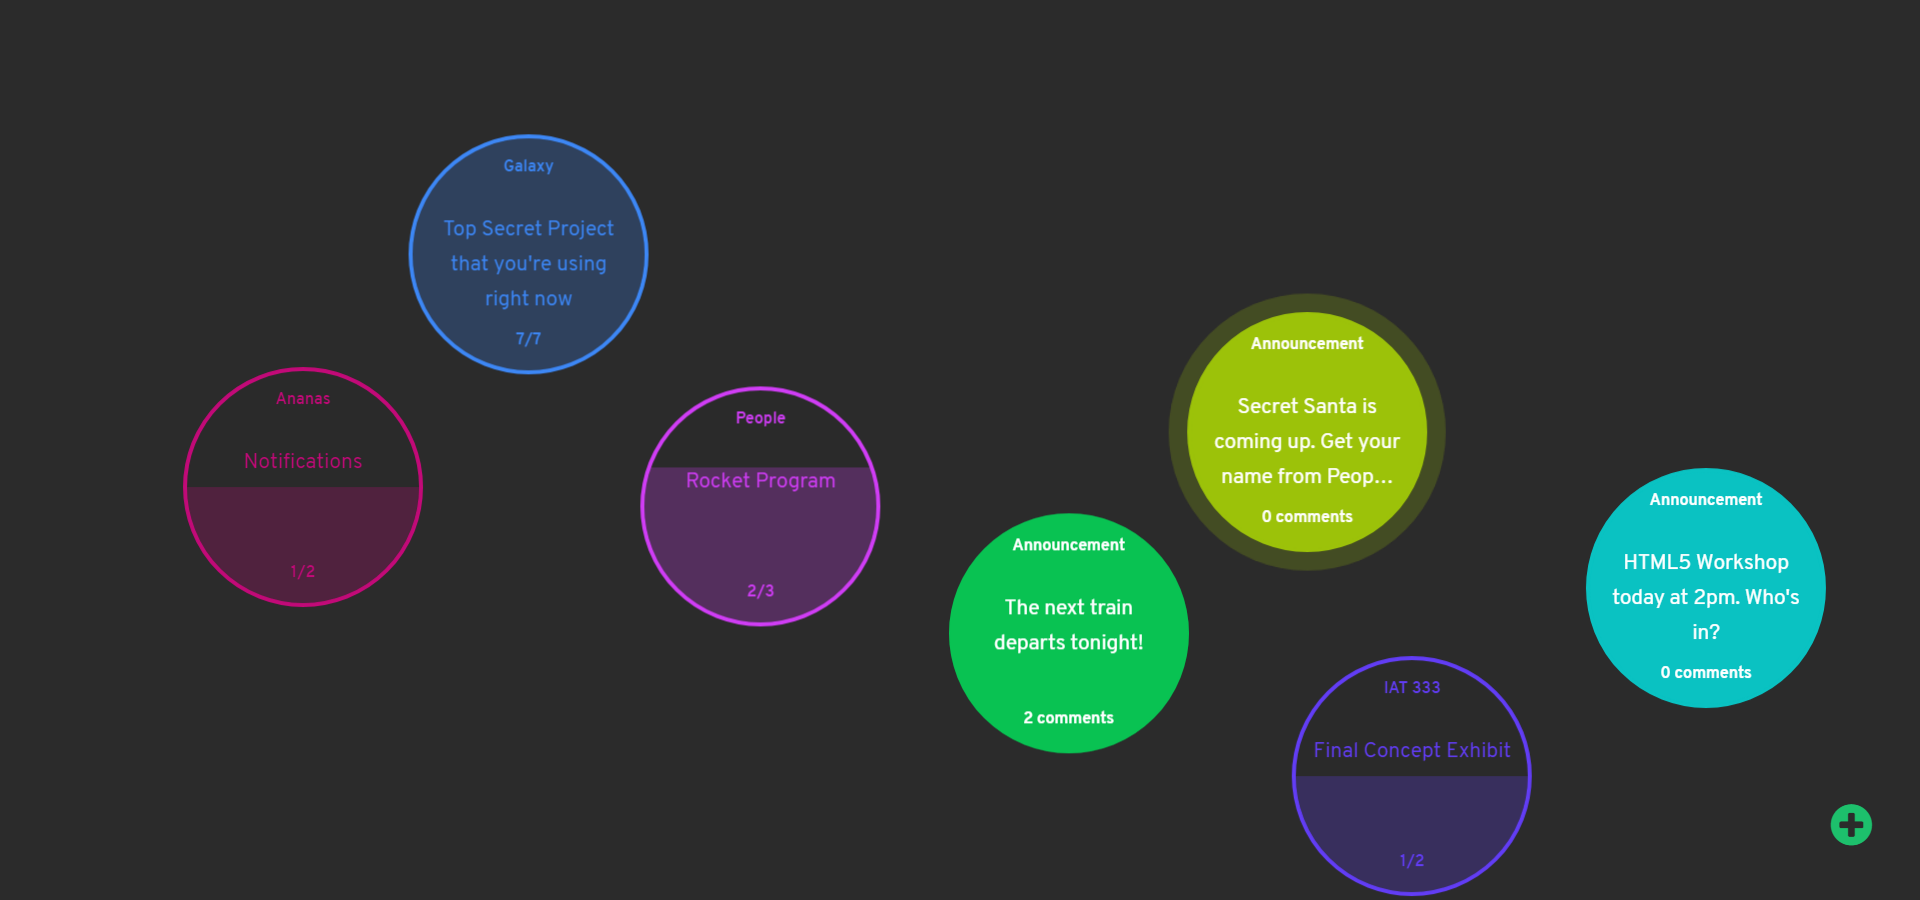 Galaxy
Top Secret Project
that you're using
right now
7/7
Ananas
Notifications
1/2
People
Rocket Program
2/3
Announcement
The next train
departs tonight!
2 comments
Announcement
Secret Santa is
coming up. Get your
name from Peop...
0 comments
IAT 333
Final Concept Exhibit
1/2
Announcement
HTML5 Workshop
today at 2pm. Who's
in?
0 comments